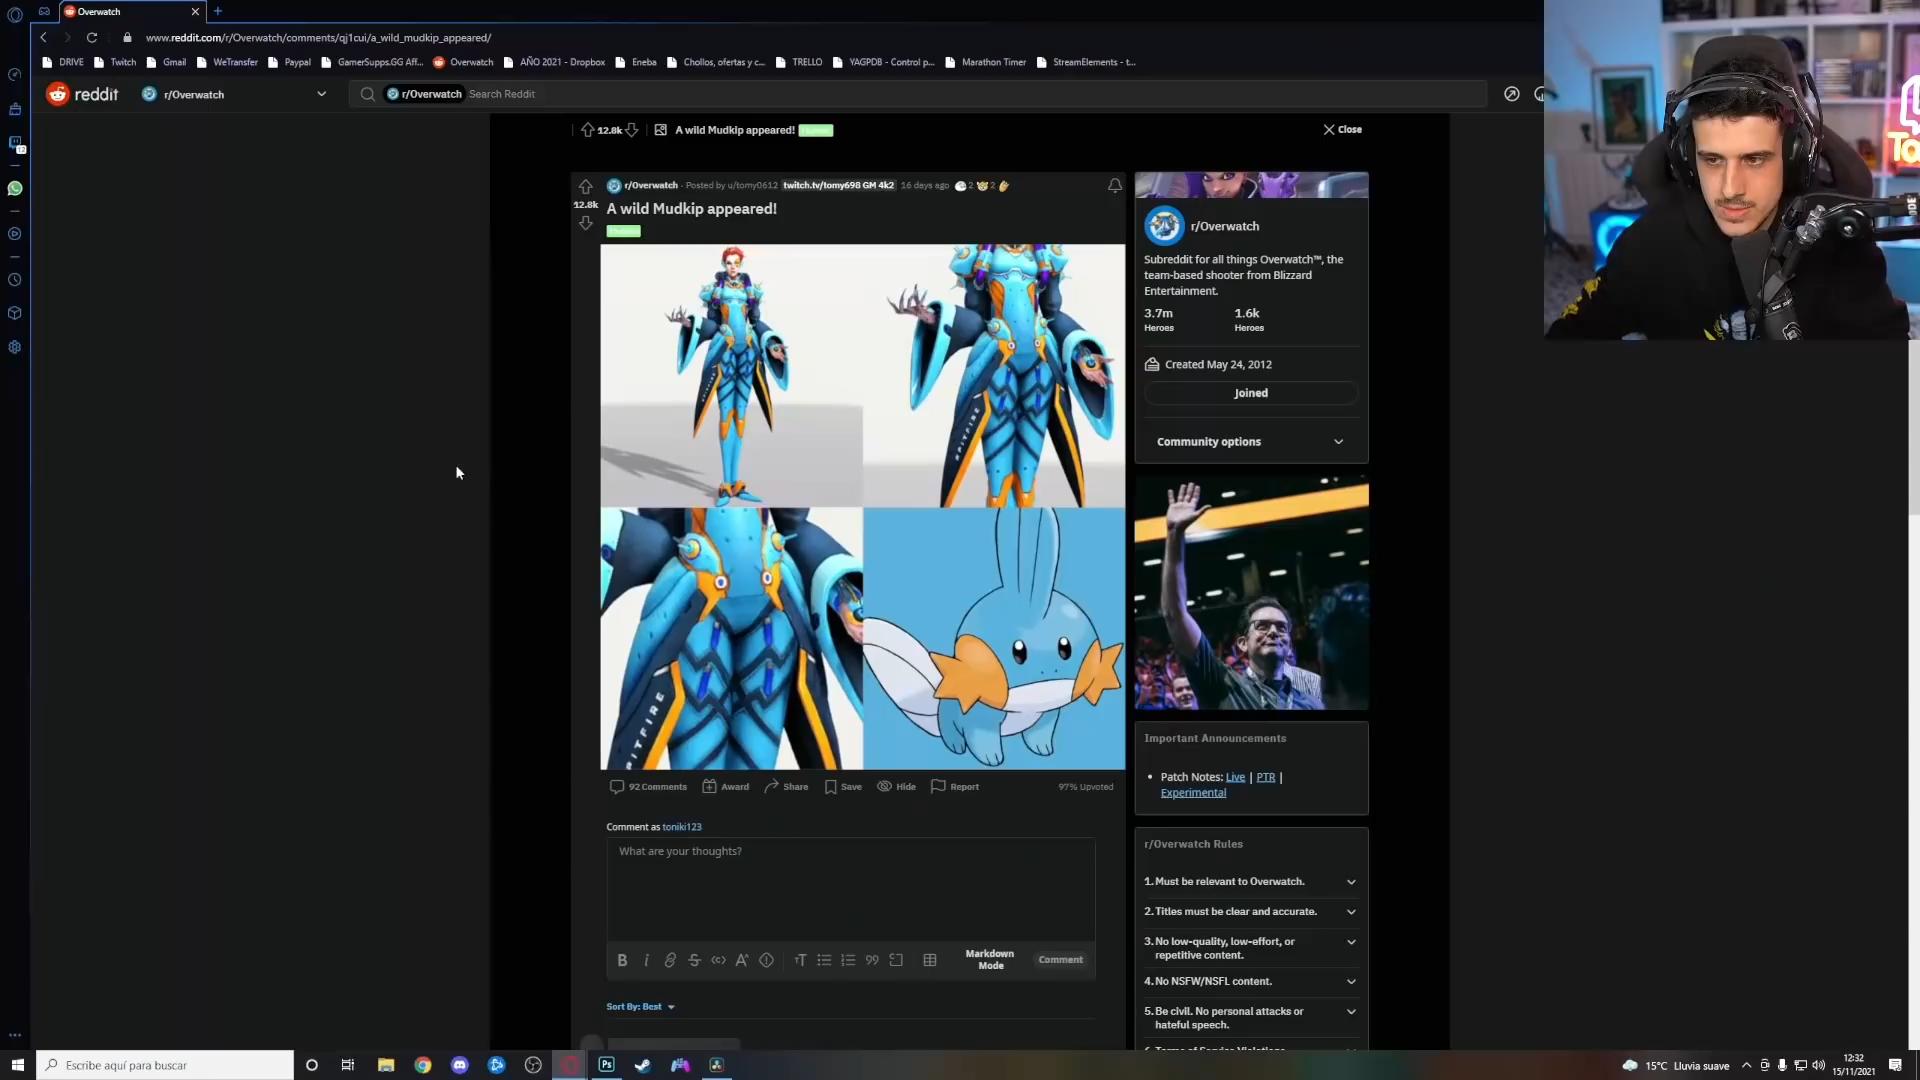 Overwatch
www.reddit.com/r/Overwatch/comments/qj1cui/a_wild_mudkip_appeared/
DRIVE Twitch Gmail WeTransfer Paypal GamerSupps.GG Aff... Overwatch AÑO 2021 - Dropbox Eneba Chollos, ofertas y c... TRELLO YAGPDB - Control p... Marathon Timer StreamElements - t...
reddit r/Overwatch r/Overwatch Search Reddit
12.8k A wild Mudkip appeared! Close
r/Overwatch · Posted by u/tomy0612 twitch.tv/tomy698 GM 4k2 16 days ago 2 2
12.8k
A wild Mudkip appeared!
SPITFIRE
SPITFIRE
PITFIRE
92 Comments Award Share Save Hide Report 97% Upvoted
Comment as toniki123
What are your thoughts?
Markdown
Mode
Comment
Sort By: Best
r/Overwatch
Subreddit for all things Overwatch™, the
team-based shooter from Blizzard
Entertainment.
3.7m 1.6k
Heroes Heroes
Created May 24, 2012
Joined
Community options
Important Announcements
• Patch Notes: Live | PTR |
Experimental
r/Overwatch Rules
1. Must be relevant to Overwatch.
2. Titles must be clear and accurate.
3. No low-quality, low-effort, or
repetitive content.
4. No NSFW/NSFL content.
5. Be civil. No personal attacks or
hateful speech.
12
To
Escribe aquí para buscar
15°C Lluvia suave
12:32
15/11/2021